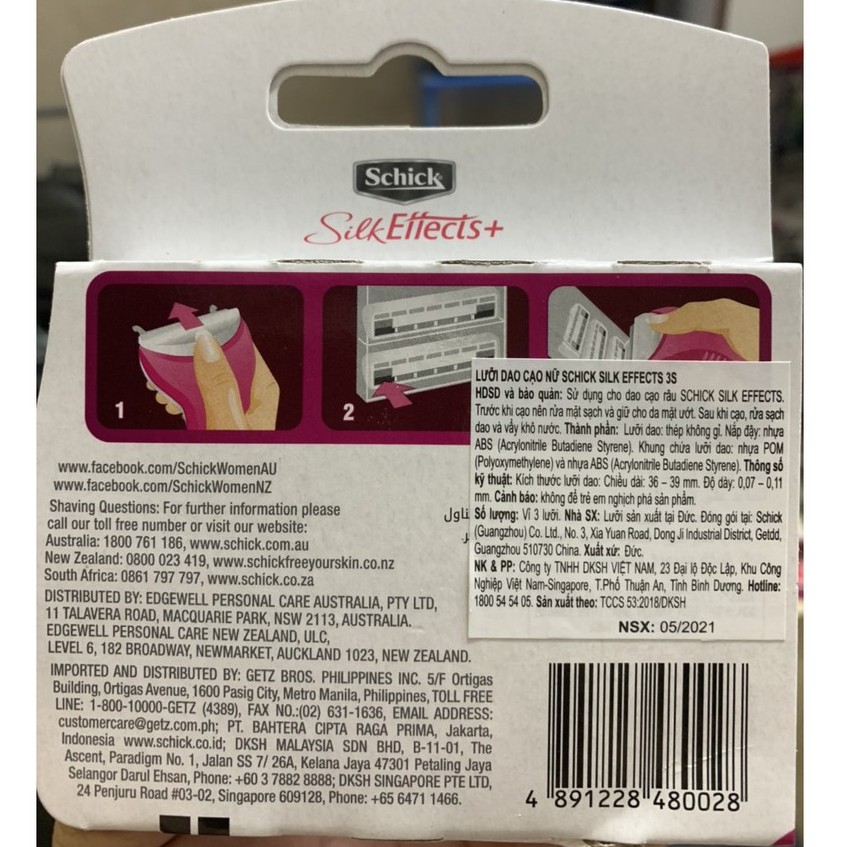 Schick
SilkEffects+
1
2
www.facebook.com/SchickWomenAU
www.facebook.com/SchickWomenNZ
Shaving Questions: For further information please
call our toll free number or visit our website:
Australia: 1800 761 186, www.schick.com.au
New Zealand: 0800 023 419, www.schickfreeyourskin.co.nz
South Africa: 0861 797 797, www.schick.co.za
DISTRIBUTED BY: EDGEWELL PERSONAL CARE AUSTRALIA, PTY LTD,
11 TALAVERA ROAD, MACQUARIE PARK, NSW 2113, AUSTRALIA.
EDGEWELL PERSONAL CARE NEW ZEALAND, ULC,
LEVEL 6, 182 BROADWAY, NEWMARKET, AUCKLAND 1023, NEW ZEALAND.
IMPORTED AND DISTRIBUTED BY: GETZ BROS. PHILIPPINES INC. 5/F Ortigas
Building, Ortigas Avenue, 1600 Pasig City, Metro Manila, Philippines, TOLL FREE
LINE: 1-800-10000-GETZ (4389), FAX NO.:(02) 631-1636, EMAIL ADDRESS:
customercare@getz.com.ph; PT. BAHTERA CIPTA RAGA PRIMA, Jakarta,
Indonesia www.schick.co.id; DKSH MALAYSIA SDN BHD, B-11-01, The
Ascent, Paradigm No. 1, Jalan SS 7/ 26A, Kelana Jaya 47301 Petaling Jaya
Selangor Darul Ehsan, Phone: +60 3 7882 8888; DKSH SINGAPORE PTE LTD,
24 Penjuru Road #03-02, Singapore 609128, Phone: +65 6471 1466.
LƯỠI DAO CẠO NỮ SCHICK SILK EFFECTS 3S
HDSD và bảo quản: Sử dụng cho dao cạo râu SCHICK SILK EFFECTS.
Trước khi cạo nên rửa mặt sạch và giữ cho da mặt ướt. Sau khi cạo, rửa sạch
dao và vẩy khô nước. Thành phần: Lưỡi dao: thép không gỉ. Nắp đậy: nhựa
ABS (Acrylonitrile Butadiene Styrene). Khung chứa lưỡi dao: nhựa POM
(Polyoxymethylene) và nhựa ABS (Acrylonitrile Butadiene Styrene). Thông số
kỹ thuật: Kích thước lưỡi dao: Chiều dài: 36 – 39 mm. Độ dày: 0,07 – 0,11
mm. Cảnh báo: không để trẻ em nghịch phá sản phẩm.
Số lượng: Vỉ 3 lưỡi. Nhà SX: Lưỡi sản xuất tại Đức. Đóng gói tại: Schick
(Guangzhou) Co. Ltd., No. 3, Xia Yuan Road, Dong Ji Industrial District, Getdd,
Guangzhou 510730 China. Xuất xứ: Đức.
NK & PP: Công ty TNHH DKSH VIỆT NAM, 23 Đại lộ Độc Lập, Khu Công
Nghiệp Việt Nam-Singapore, T.Phố Thuận An, Tỉnh Bình Dương. Hotline:
1800 54 54 05. Sản xuất theo: TCCS 53:2018/DKSH
NSX: 05/2021
4 891228 480028